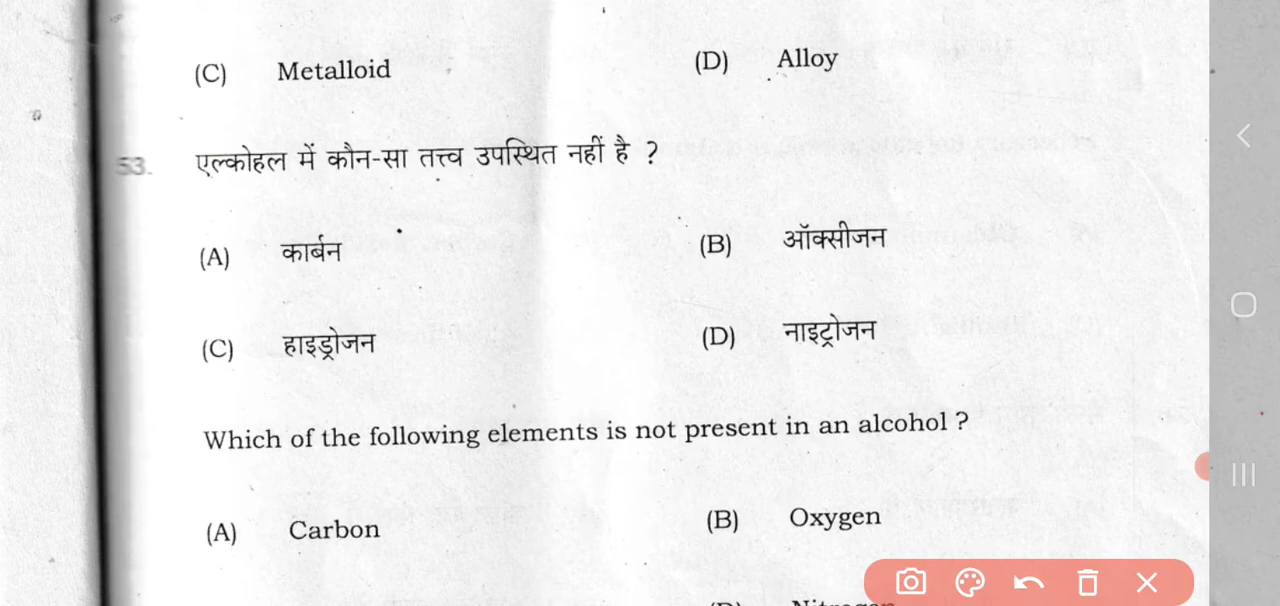 (C) Metalloid (D) Alloy
53. एल्कोहल में कौन-सा तत्त्व उपस्थित नहीं है ?
(A) कार्बन (B) ऑक्सीजन
(C) हाइड्रोजन (D) नाइट्रोजन
Which of the following elements is not present in an alcohol ?
(A) Carbon (B) Oxygen
(D) Nitrogen